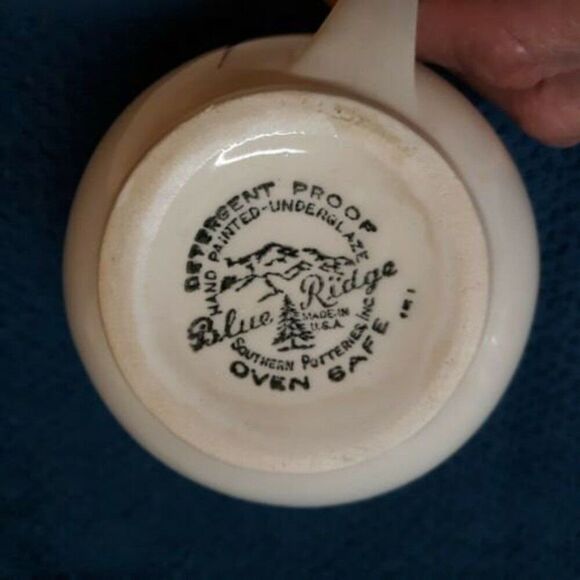 DETERGENT PROOF
HAND PAINTED-UNDERGLAZE
Blue Ridge
MADE IN
U.S.A.
SOUTHERN POTTERIES, INC
OVEN SAFE